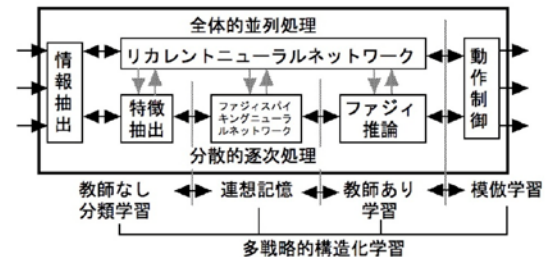 全体的並列処理
リカレントニューラルネットワーク
情報抽出
特徴
抽出
ファジィスパイ
キングニューラ
ルネットワーク
ファジィ
推論
動作制御
分散的逐次処理
教師なし
分類学習
連想記憶
教師あり
学習
模倣学習
多戦略的構造化学習